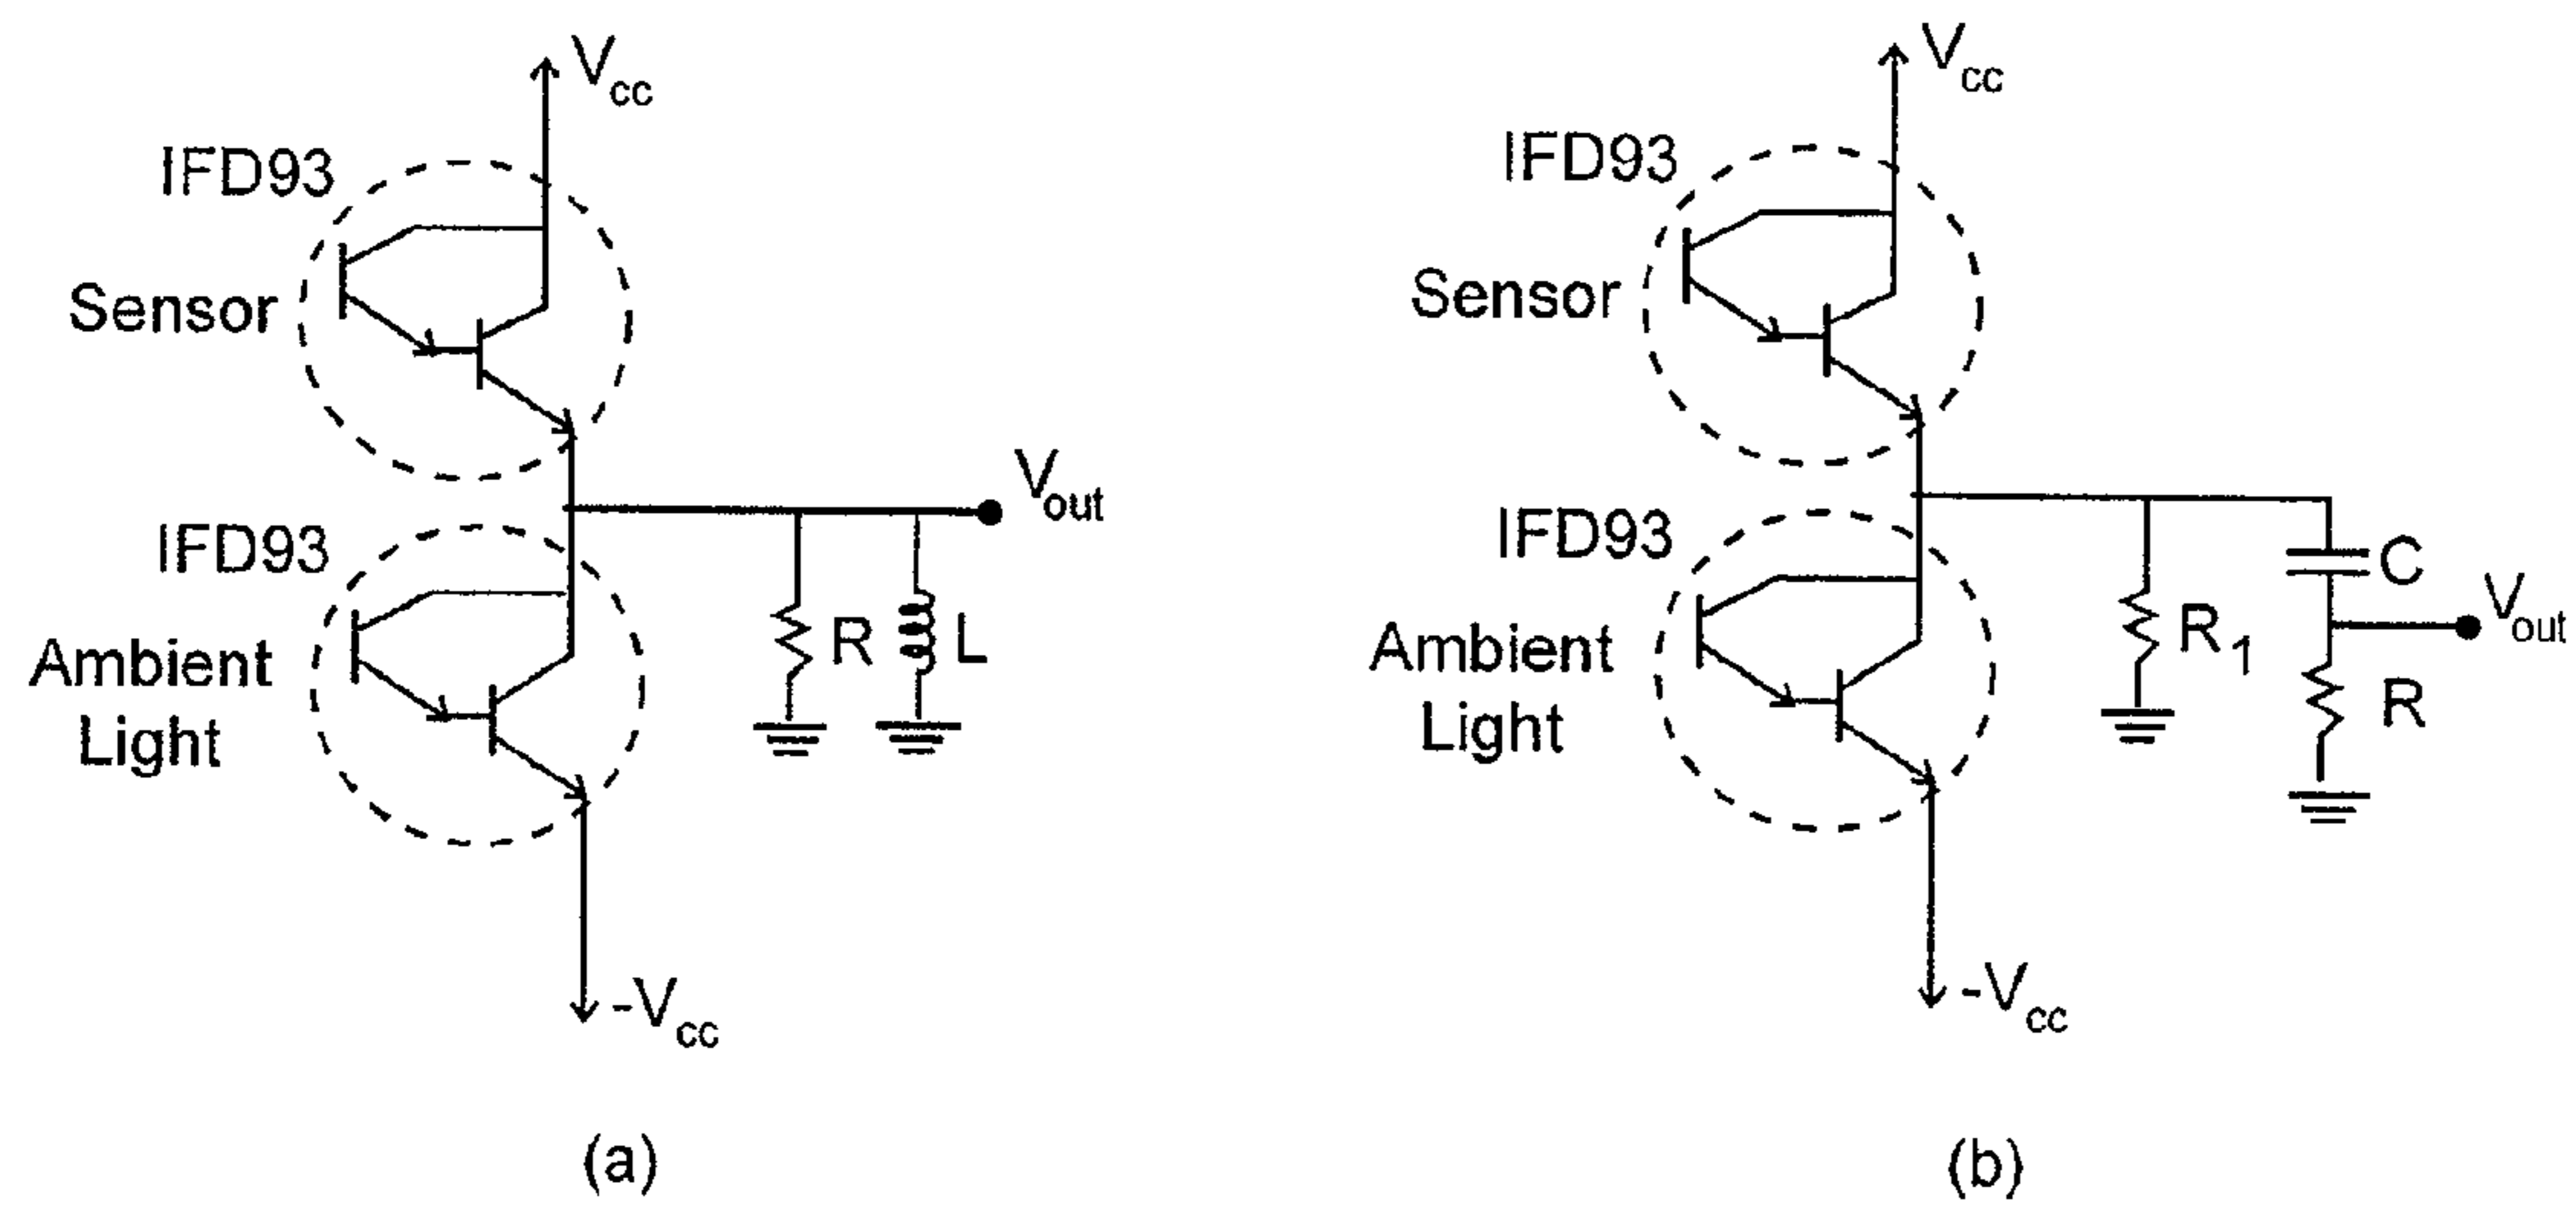 Vcc
IFD93
Sensor
Vout
IFD93
R
L
Ambient
Light
-Vcc
(a)
Vcc
IFD93
Sensor
IFD93
C
Vout
R1
Ambient
Light
R
-Vcc
(b)